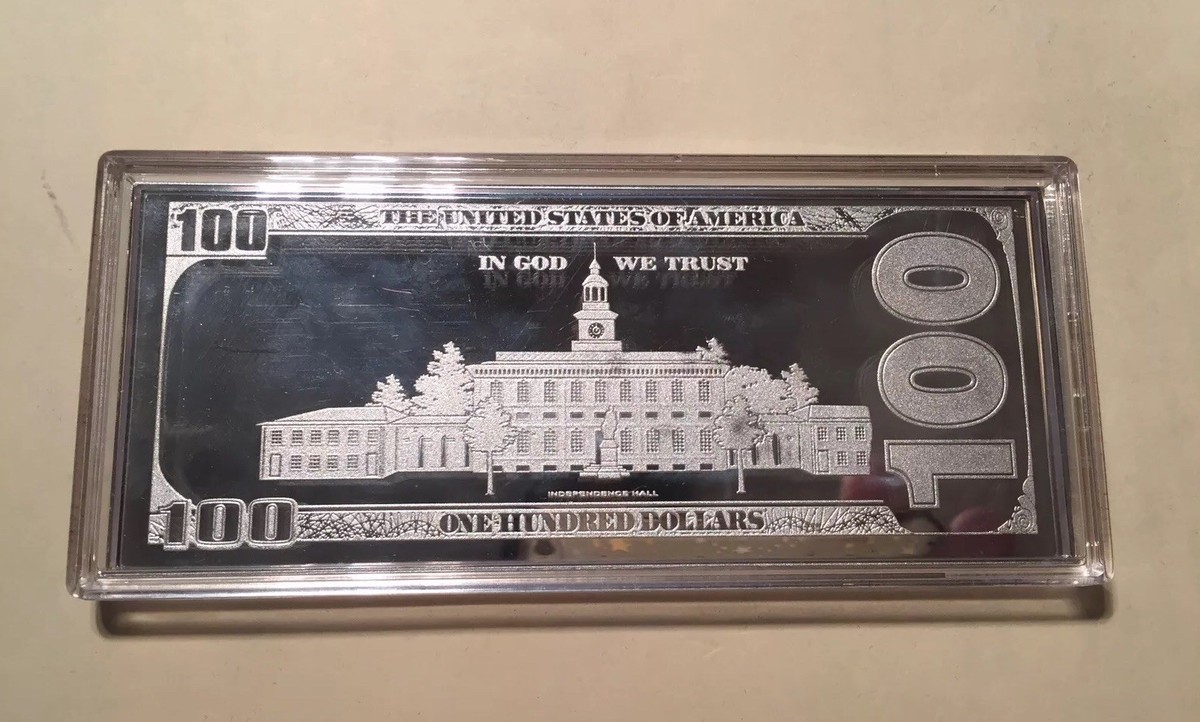 100
THE UNITED STATES OF AMERICA
IN GOD WE TRUST
100
INDEPENDENCE HALL
100
ONE HUNDRED DOLLARS